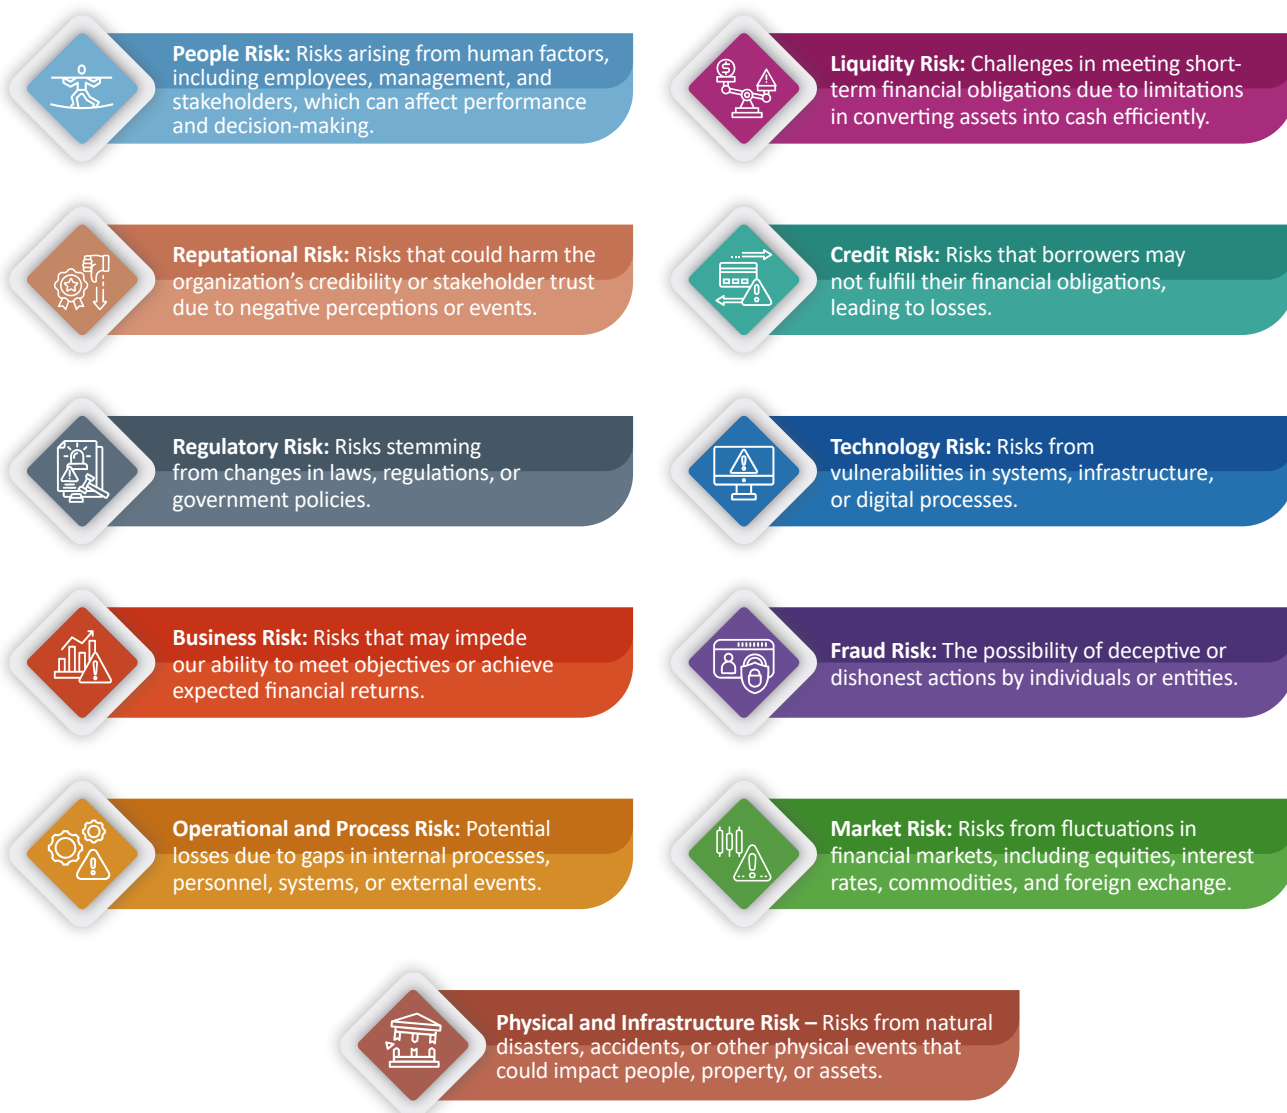 People Risk: Risks arising from human factors,
including employees, management, and
stakeholders, which can affect performance
and decision-making.
Liquidity Risk: Challenges in meeting short-
term financial obligations due to limitations
in converting assets into cash efficiently.
Reputational Risk: Risks that could harm the
organization’s credibility or stakeholder trust
due to negative perceptions or events.
Credit Risk: Risks that borrowers may
not fulfill their financial obligations,
leading to losses.
Regulatory Risk: Risks stemming
from changes in laws, regulations, or
government policies.
Technology Risk: Risks from
vulnerabilities in systems, infrastructure,
or digital processes.
Business Risk: Risks that may impede
our ability to meet objectives or achieve
expected financial returns.
Fraud Risk: The possibility of deceptive or
dishonest actions by individuals or entities.
Operational and Process Risk: Potential
losses due to gaps in internal processes,
personnel, systems, or external events.
Market Risk: Risks from fluctuations in
financial markets, including equities, interest
rates, commodities, and foreign exchange.
Physical and Infrastructure Risk – Risks from natural
disasters, accidents, or other physical events that
could impact people, property, or assets.